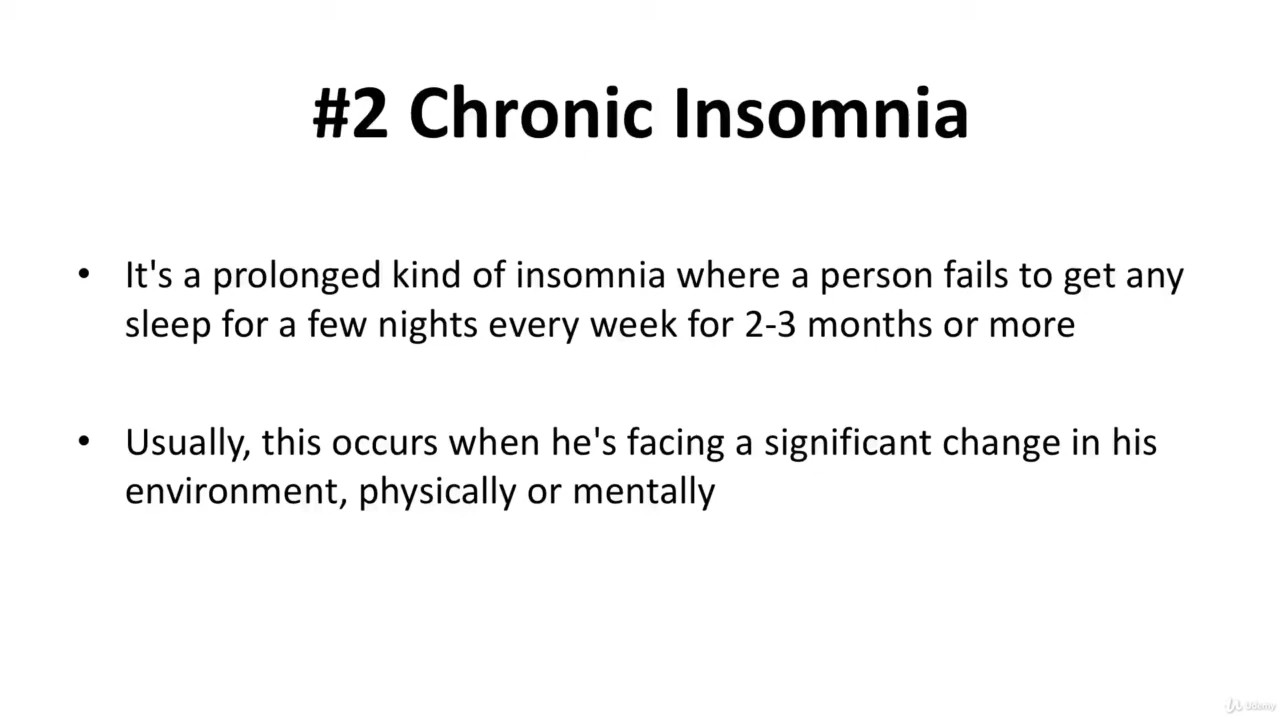 #2 Chronic Insomnia
• It's a prolonged kind of insomnia where a person fails to get any
sleep for a few nights every week for 2-3 months or more
• Usually, this occurs when he's facing a significant change in his
environment, physically or mentally
Udemy